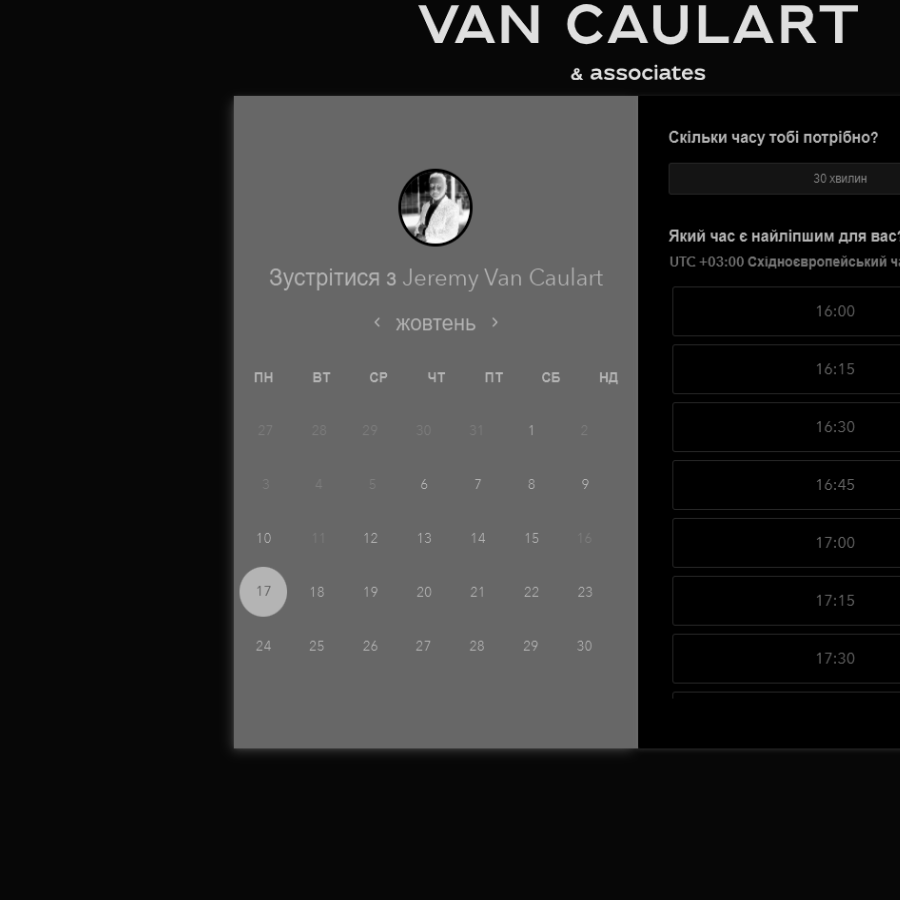 VAN CAULART
& associates
Зустрітися з Jeremy Van Caulart
жовтень
ПН ВТ СР ЧТ ПТ СБ НД
27 28 29 30 31 1 2
3 4 5 6 7 8 9
10 11 12 13 14 15 16
17 18 19 20 21 22 23
24 25 26 27 28 29 30
Скільки часу тобі потрібно?
30 хвилин
Який час є найліпшим для вас?
UTC +03:00 Східноєвропейський ча
16:00
16:15
16:30
16:45
17:00
17:15
17:30